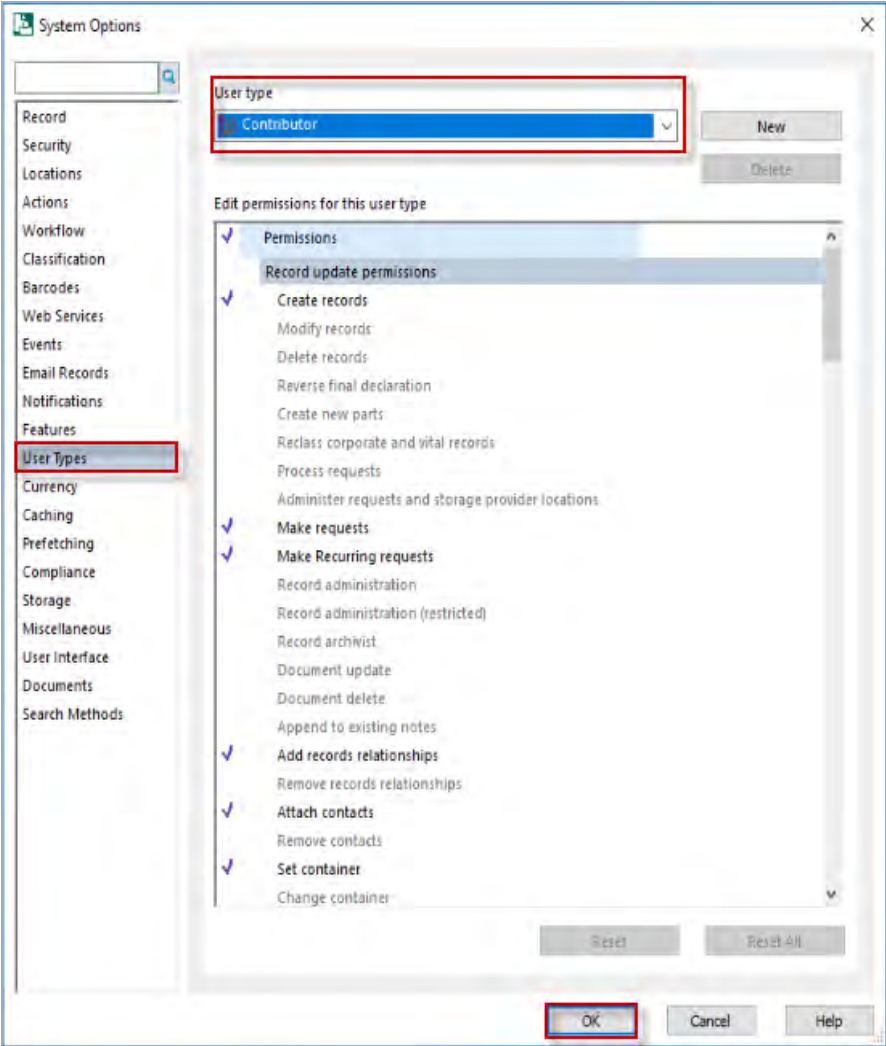 System Options
Record
Security
Locations
Actions
Workflow
Classification
Barcodes
Web Services
Events
Email Records
Notifications
Features
User Types
Currency
Caching
Prefetching
Compliance
Storage
Miscellaneous
User Interface
Documents
Search Methods
User type
Contributor
New
Delete
Edit permissions for this user type
Permissions
Record update permissions
Create records
Modify records
Delete records
Reverse final declaration
Create new parts
Reclass corporate and vital records
Process requests
Administer requests and storage provider locations
Make requests
Make Recurring requests
Record administration
Record administration (restricted)
Record archivist
Document update
Document delete
Append to existing notes
Add records relationships
Remove records relationships
Attach contacts
Remove contacts
Set container
Change container
Reset
Reset All
OK
Cancel
Help